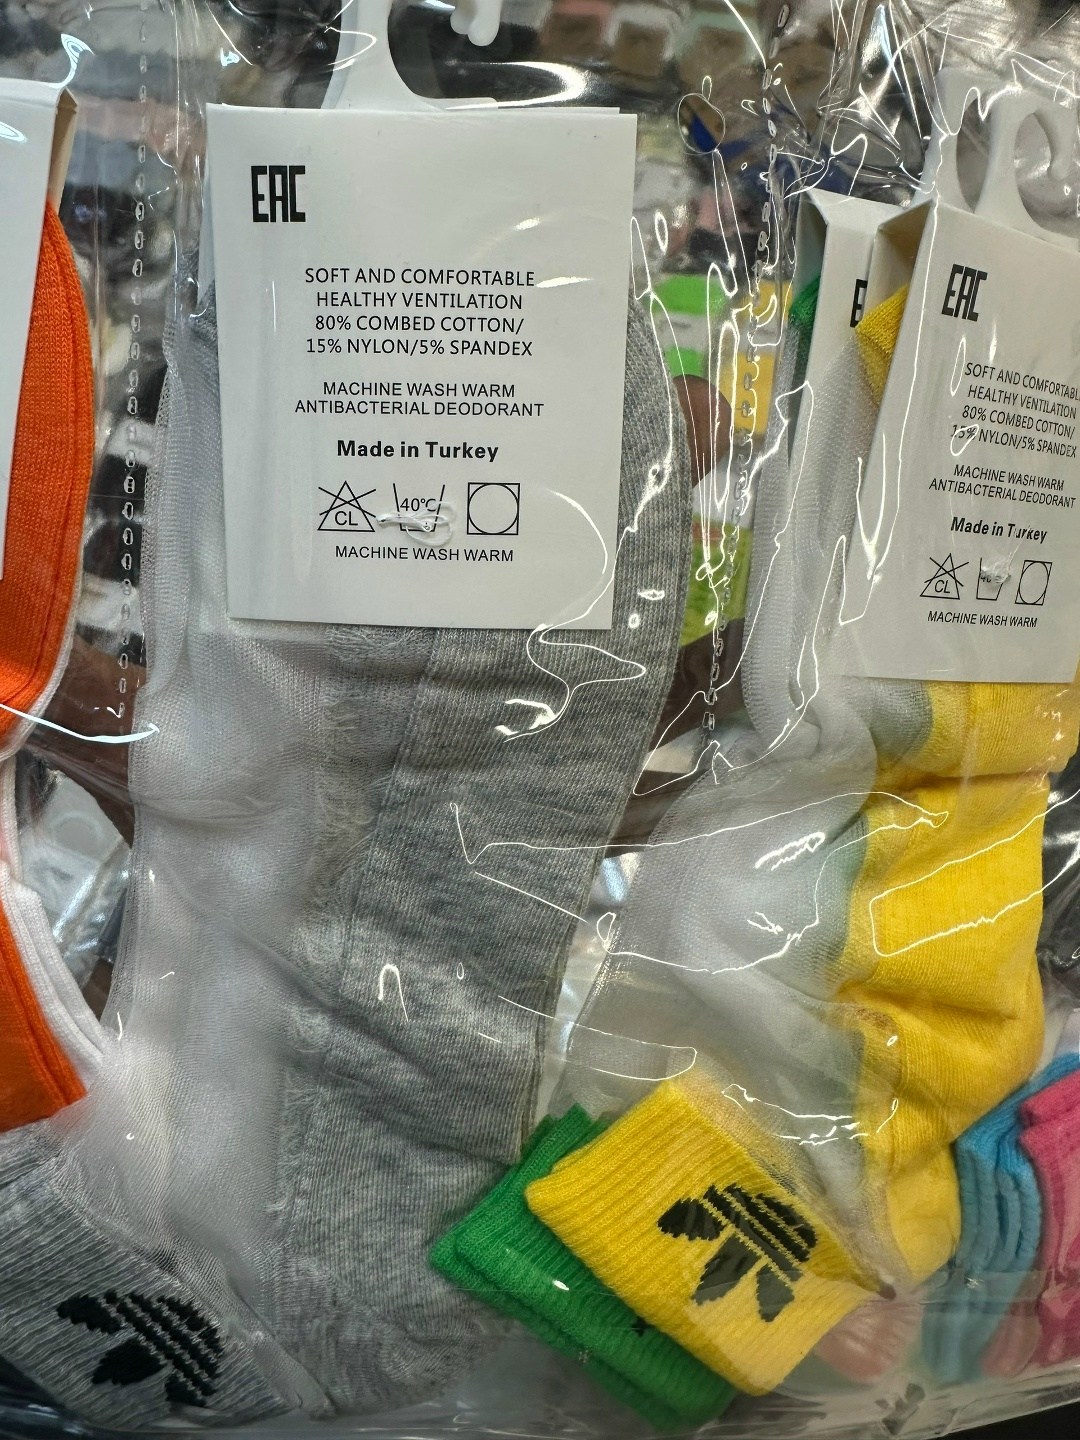 EAC
SOFT AND COMFORTABLE
HEALTHY VENTILATION
80% COMBED COTTON/
15% NYLON/5% SPANDEX
MACHINE WASH WARM
ANTIBACTERIAL DEODORANT
Made in Turkey
CL
40℃
MACHINE WASH WARM
EAC
SOFT AND COMFORTABL
HEALTHY VENTILATION
80% COMBED COTTON/
15% NYLON/5% SPANDEX
MACHINE WASH WARM
ANTIBACTERIAL DEODORANT
Made in Turkey
CL
MACHINE WASH WARM